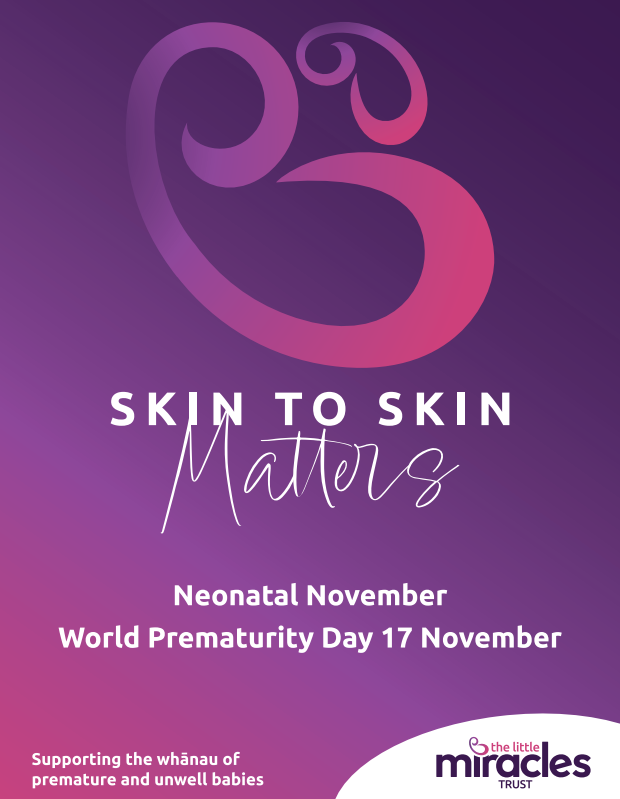 SKIN TO SKIN
Matters
Neonatal November
World Prematurity Day 17 November
Supporting the whānau of
premature and unwell babies
the little
miracles
TRUST